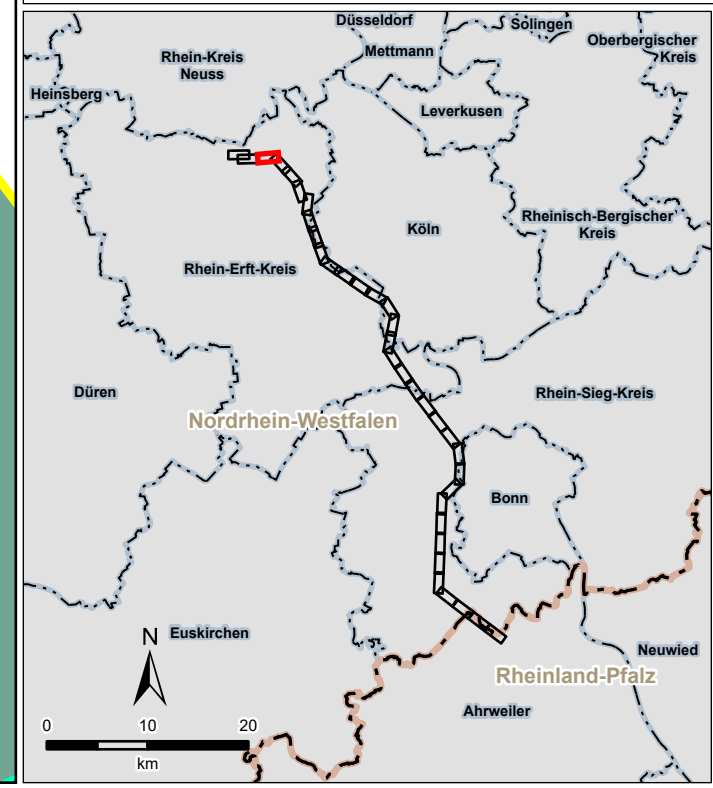 Düsseldorf
Solingen
Mettmann
Oberbergischer
Kreis
Rhein-Kreis
Neuss
Heinsberg
Leverkusen
Rheinisch-Bergischer
Kreis
Köln
Rhein-Erft-Kreis
Düren
Rhein-Sieg-Kreis
Nordrhein-Westfalen
Bonn
N
Euskirchen
Neuwied
Rheinland-Pfalz
Ahrweiler
0 10 20
km